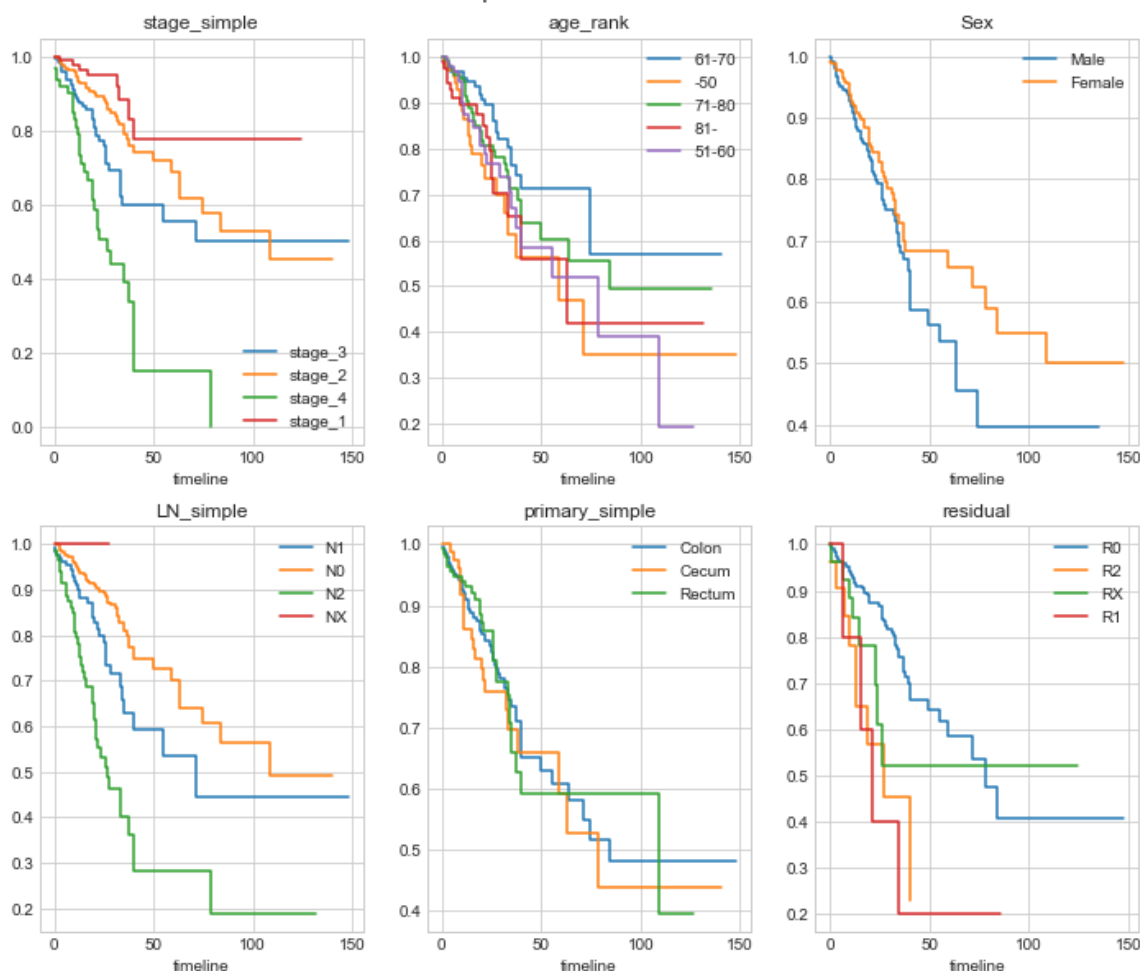 stage_simple
1.0
0.8
0.6
0.4
0.2
0.0
stage_3
stage_2
stage_4
stage_1
0 50 100 150
timeline
age_rank
1.0
0.9
0.8
0.7
0.6
0.5
0.4
0.3
0.2
61-70
-50
71-80
81-
51-60
0 50 100 150
timeline
Sex
1.0
0.9
0.8
0.7
0.6
0.5
0.4
Male
Female
0 50 100 150
timeline
LN_simple
1.0
0.9
0.8
0.7
0.6
0.5
0.4
0.3
0.2
N1
N0
N2
NX
0 50 100 150
timeline
primary_simple
1.0
0.9
0.8
0.7
0.6
0.5
0.4
Colon
Cecum
Rectum
0 50 100 150
timeline
residual
1.0
0.9
0.8
0.7
0.6
0.5
0.4
0.3
0.2
R0
R2
RX
R1
0 50 100 150
timeline